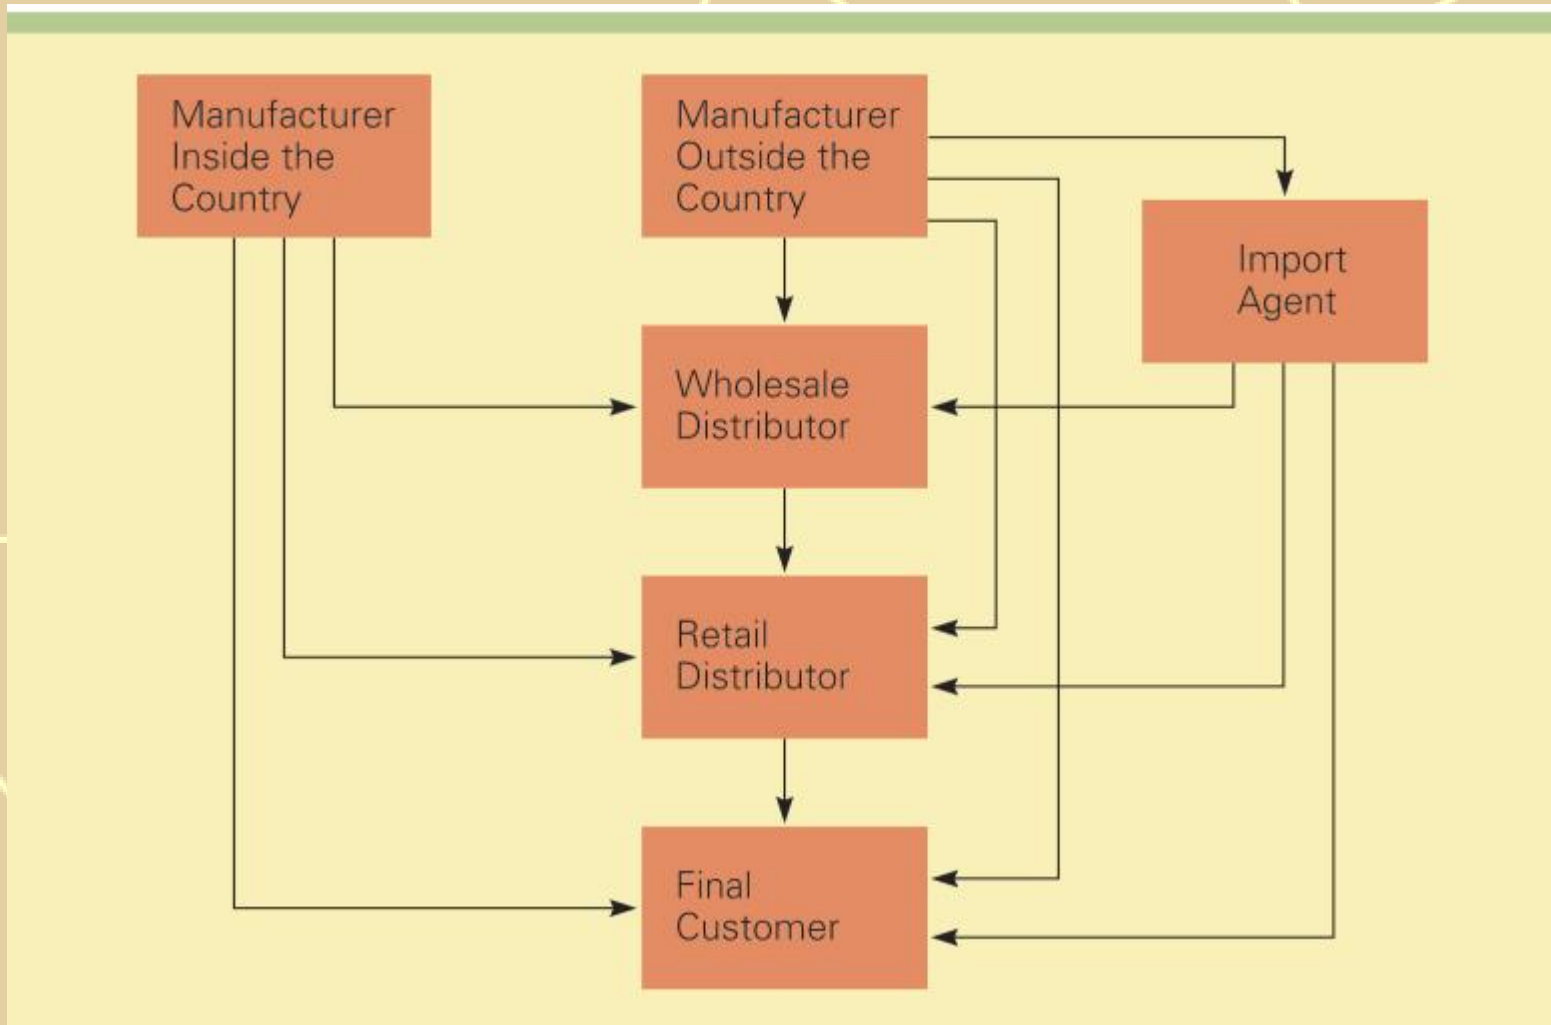 Manufacturer
Inside the
Country
Manufacturer
Outside the
Country
Import
Agent
Wholesale
Distributor
Retail
Distributor
Final
Customer